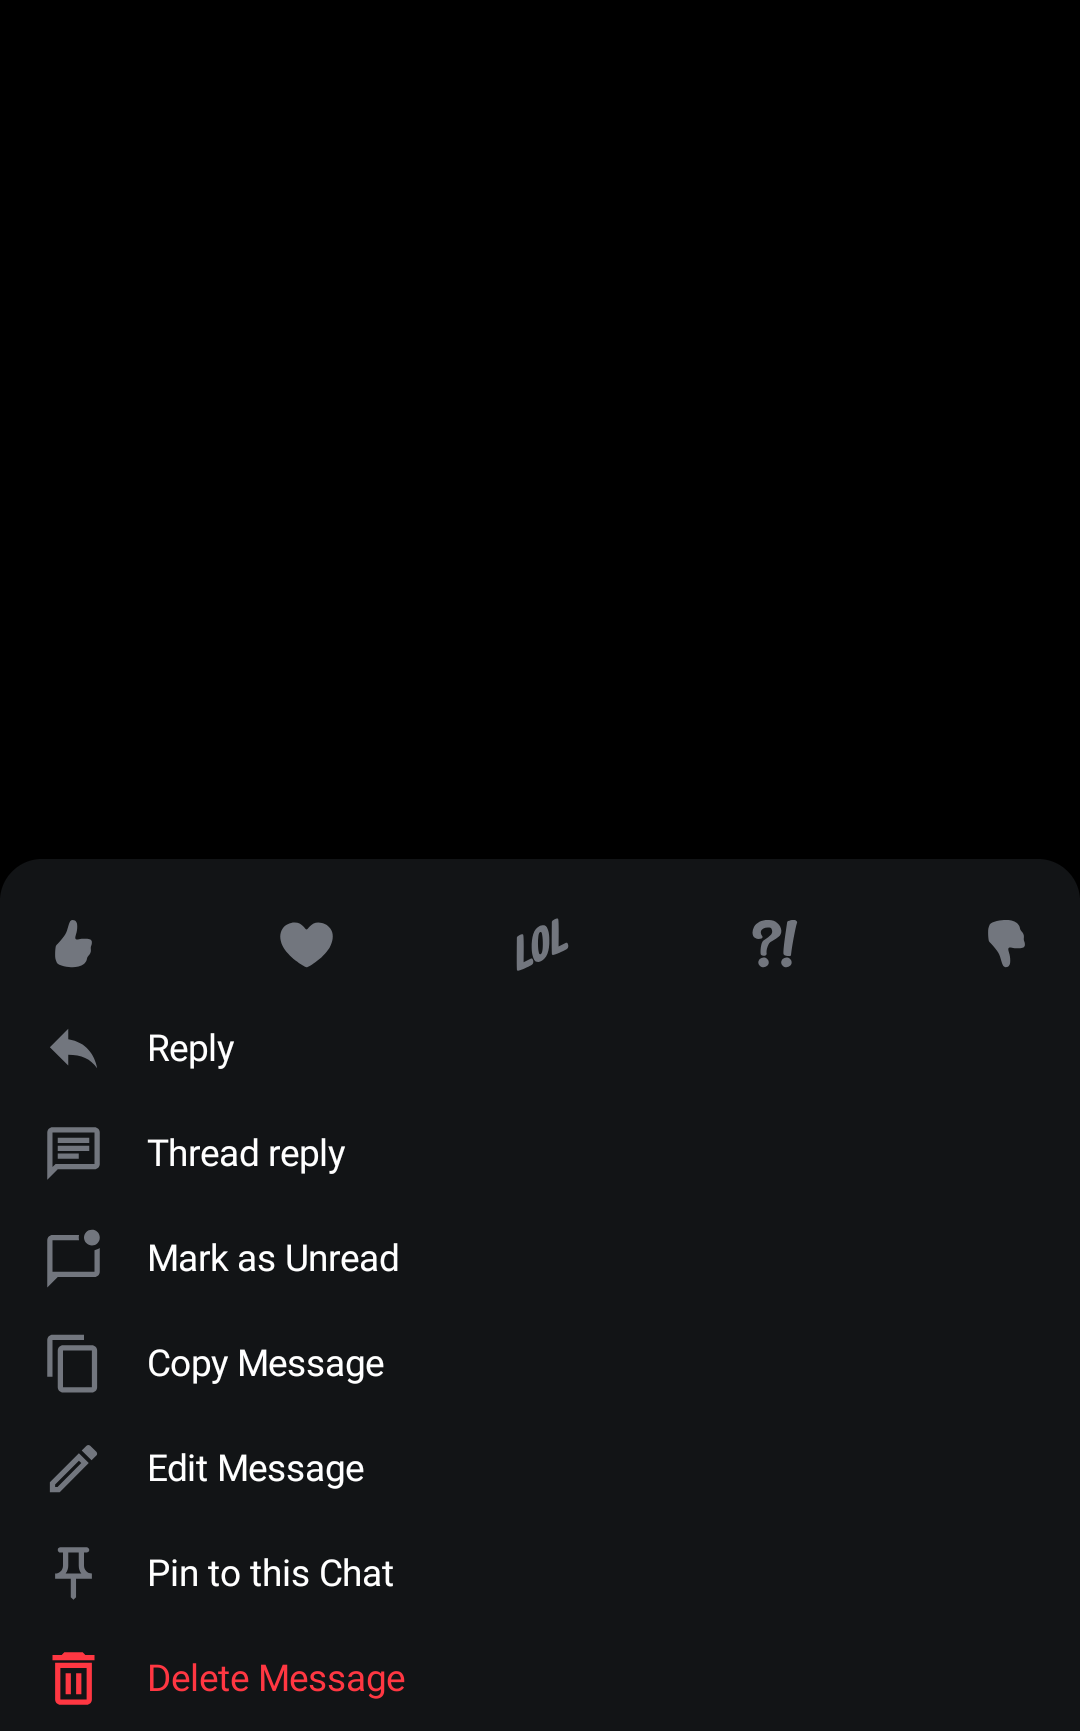 LOL ?!
Reply
Thread reply
Mark as Unread
Copy Message
Edit Message
Pin to this Chat
Delete Message